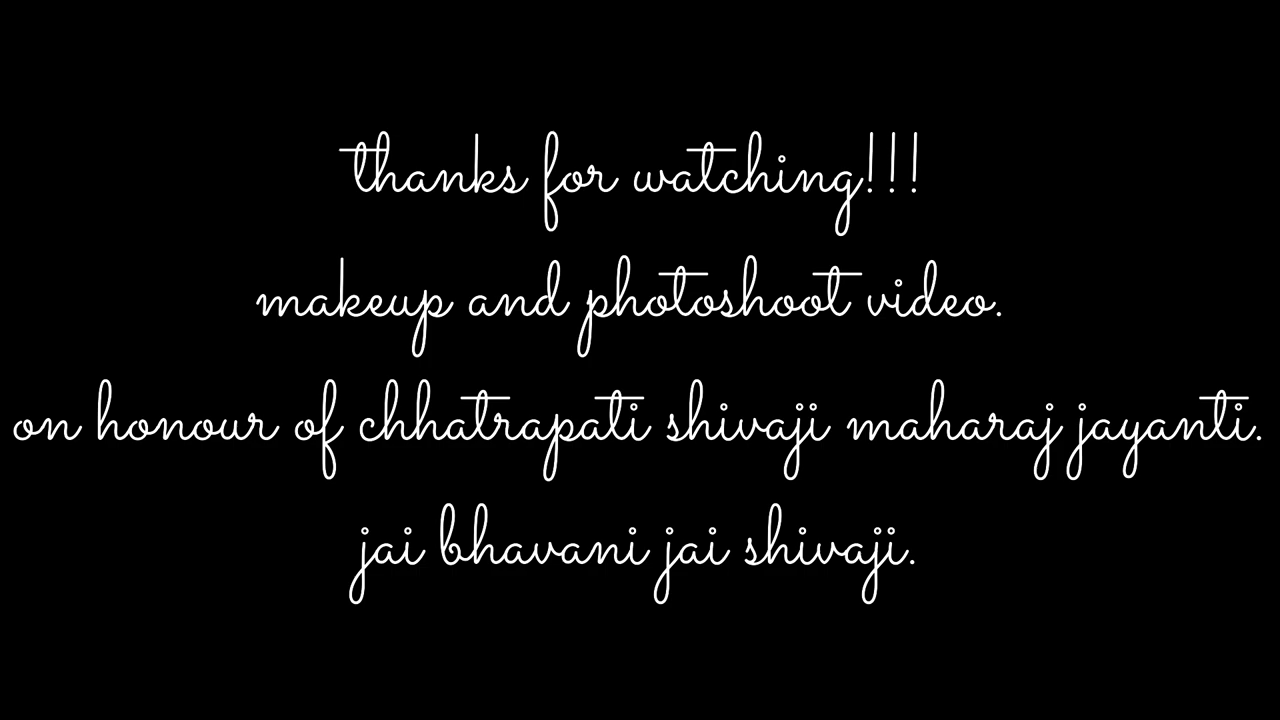 thanks for watching!!!
makeup and photoshoot video.
on honour of chhatrapati shivaji maharaj jayanti.
jai bhavani jai shivaji.